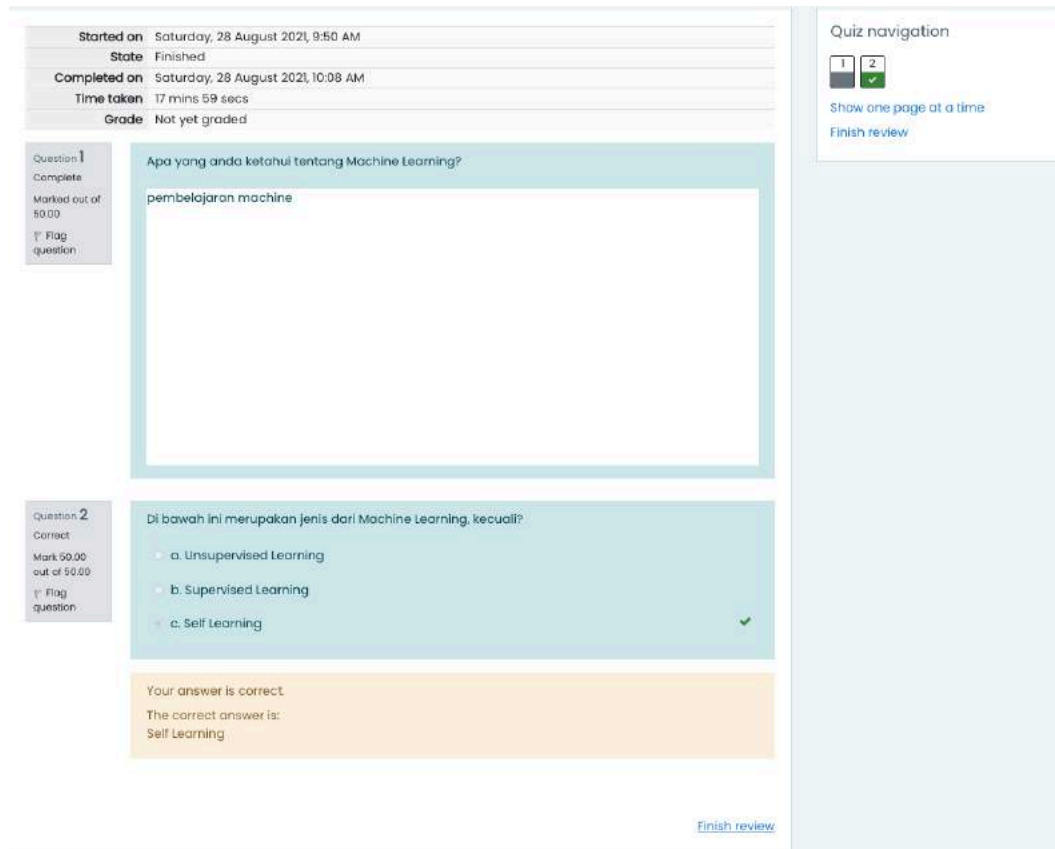 Started on Saturday, 28 August 2021, 9:50 AM
State Finished
Completed on Saturday, 28 August 2021, 10:08 AM
Time taken 17 mins 59 secs
Grade Not yet graded
Quiz navigation
1 2
Show one page at a time
Finish review
Question 1
Complete
Marked out of
50.00
Flag
question
Apa yang anda ketahui tentang Machine Learning?
pembelajaran machine
Question 2
Correct
Mark 50.00
out of 50.00
Flag
question
Di bawah ini merupakan jenis dari Machine Learning, kecuali?
a. Unsupervised Learning
b. Supervised Learning
c. Self Learning
Your answer is correct.
The correct answer is:
Self Learning
Finish review